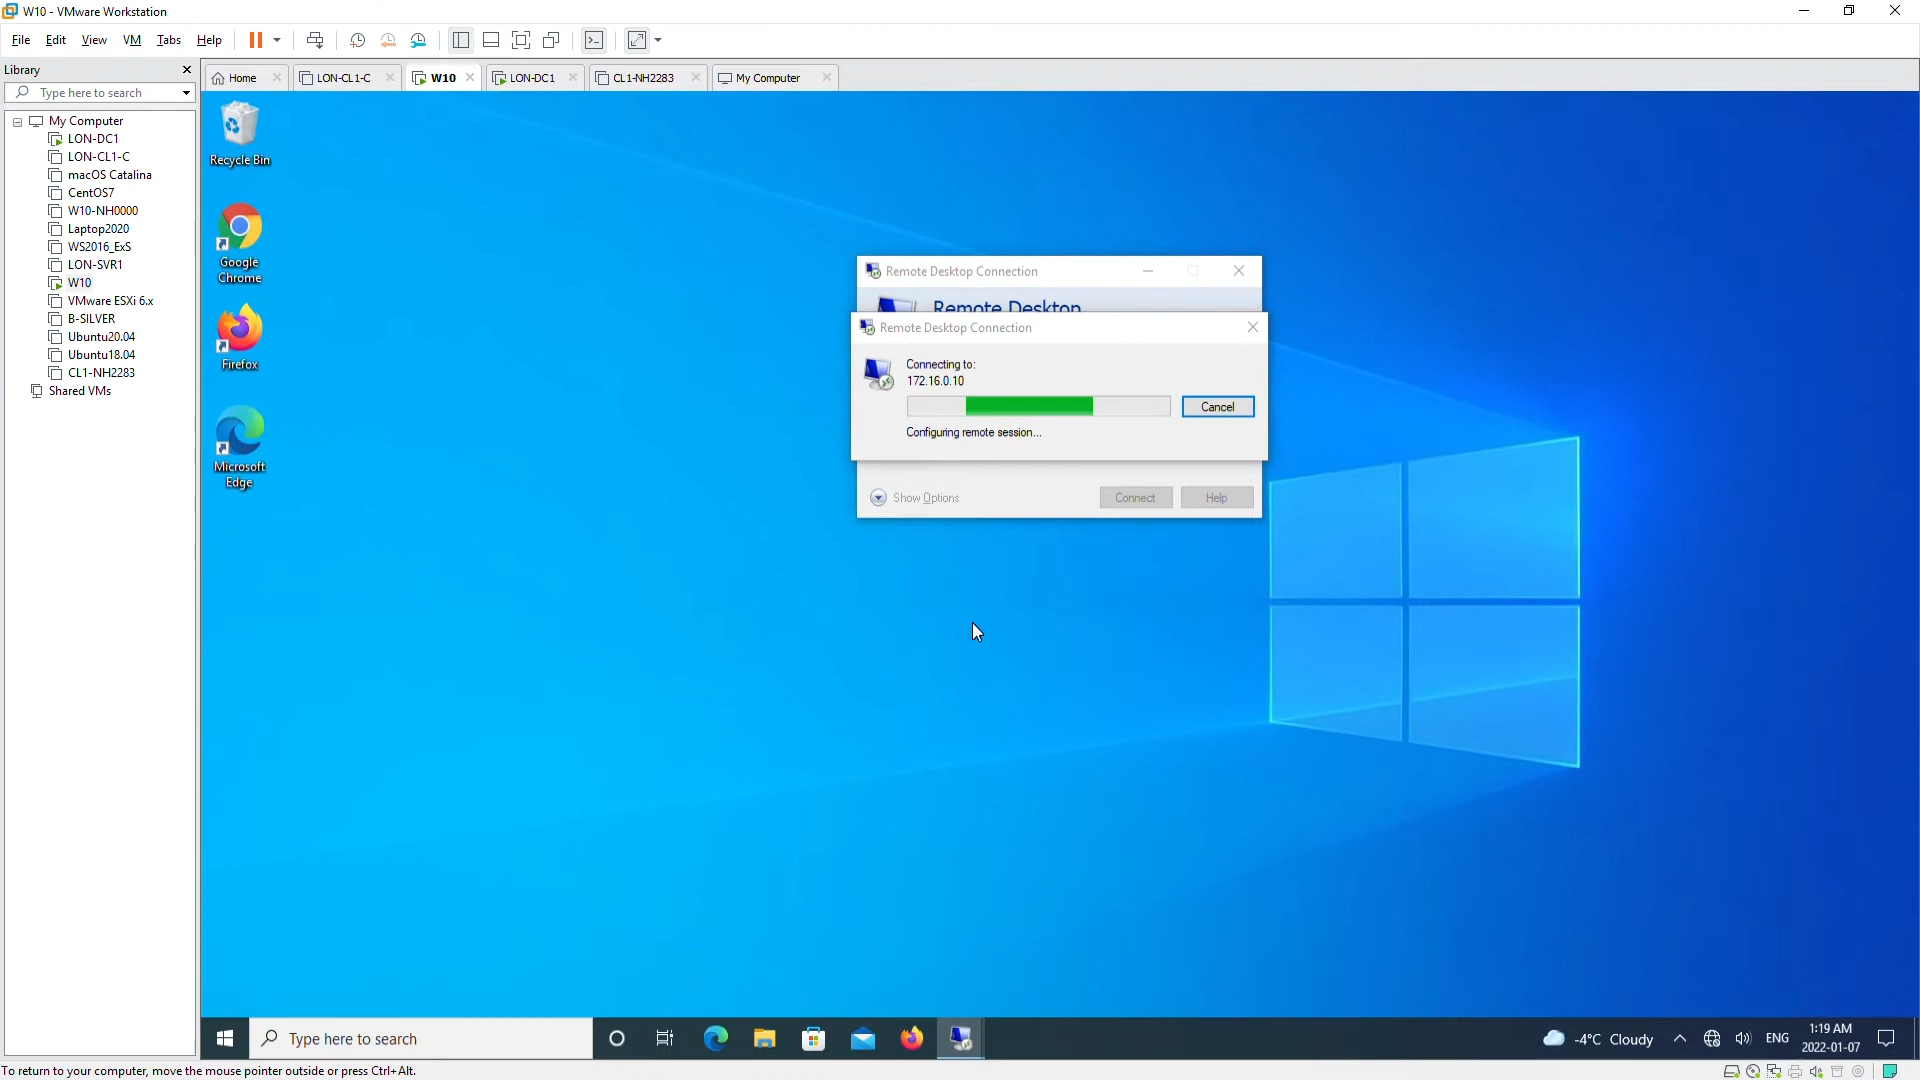 W10 - VMware Workstation
File Edit View VM Tabs Help
Library
Type here to search
My Computer
LON-DC1
LON-CL1-C
macOS Catalina
CentOS7
W10-NH0000
Laptop2020
WS2016_ExS
LON-SVR1
W10
VMware ESXi 6.x
B-SILVER
Ubuntu20.04
Ubuntu18.04
CL1-NH2283
Shared VMs
Home LON-CL1-C W10 LON-DC1 CL1-NH2283 My Computer
Recycle Bin
Google
Chrome
Firefox
Microsoft
Edge
Remote Desktop Connection
Remote Desktop
Remote Desktop Connection
Connecting to:
172.16.0.10
Cancel
Configuring remote session...
Show Options Connect Help
Type here to search
-4°C Cloudy
ENG
1:19 AM
2022-01-07
To return to your computer, move the mouse pointer outside or press Ctrl+Alt.